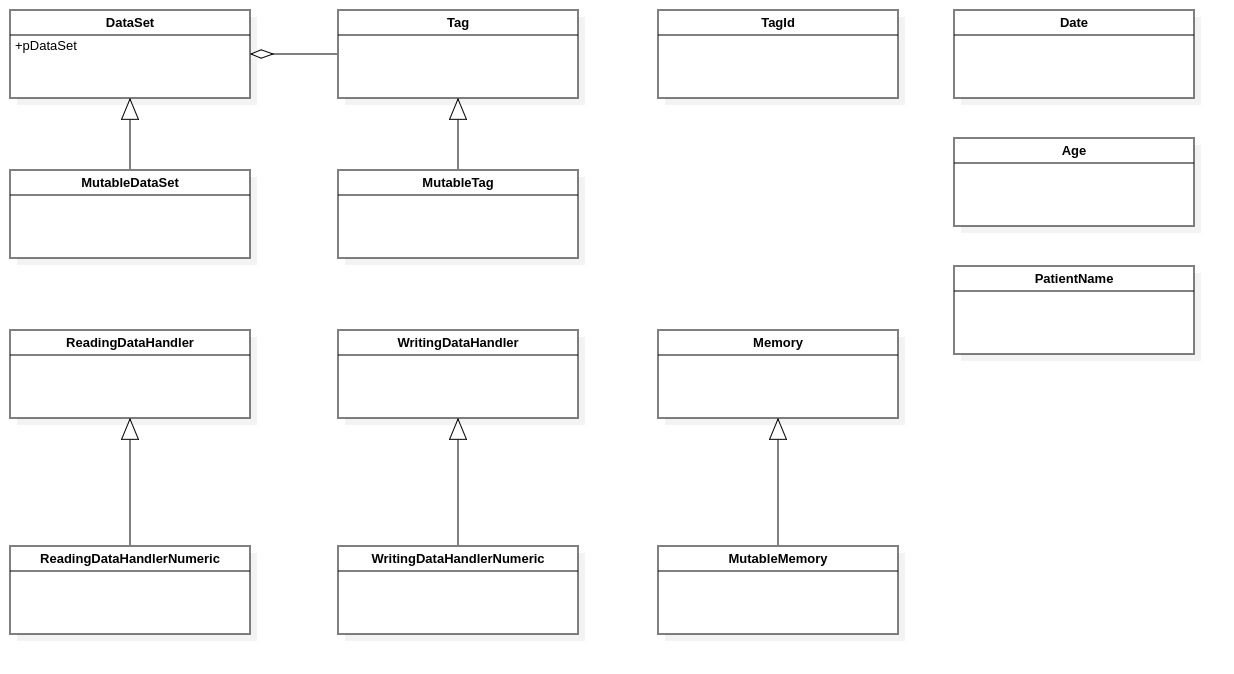 DataSet
+pDataSet
Tag
TagId
Date
Age
MutableDataSet
MutableTag
PatientName
ReadingDataHandler
WritingDataHandler
Memory
ReadingDataHandlerNumeric
WritingDataHandlerNumeric
MutableMemory